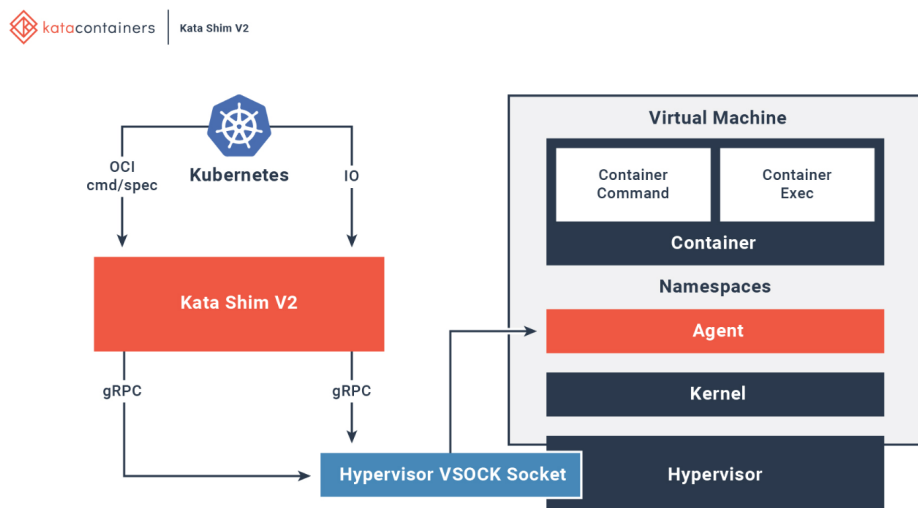 katacontainers
Kata Shim V2
OCI
cmd/spec
Kubernetes
IO
Kata Shim V2
gRPC
gRPC
Hypervisor VSOCK Socket
Virtual Machine
Container
Command
Container
Exec
Container
Namespaces
Agent
Kernel
Hypervisor